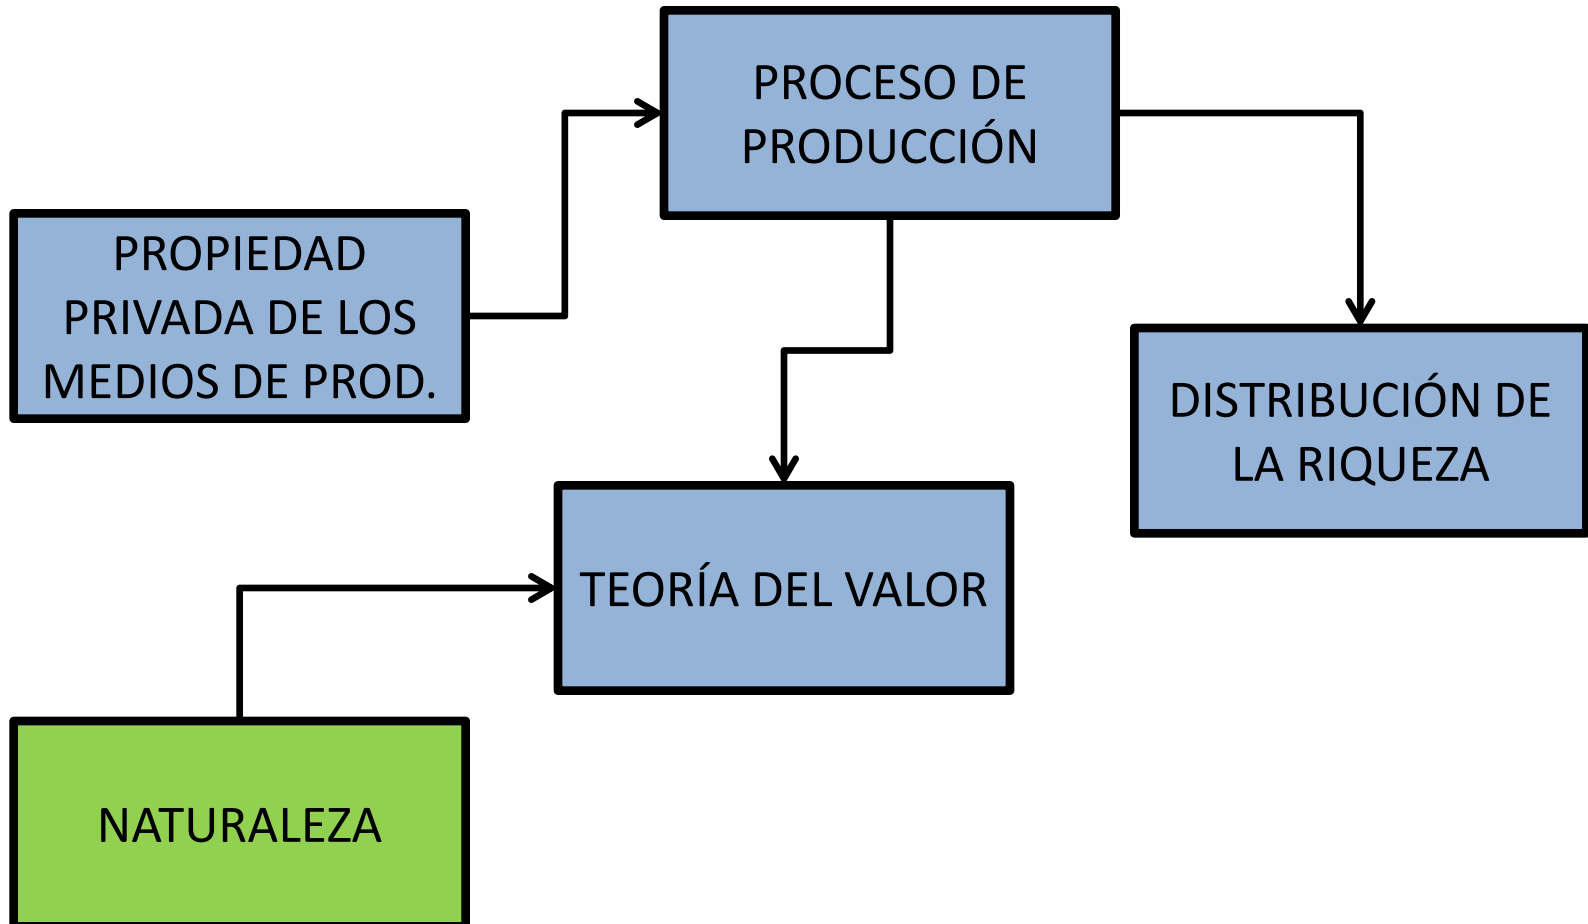 PROCESO DE
PRODUCCIÓN
PROPIEDAD
PRIVADA DE LOS
MEDIOS DE PROD.
DISTRIBUCIÓN DE
LA RIQUEZA
TEORÍA DEL VALOR
NATURALEZA